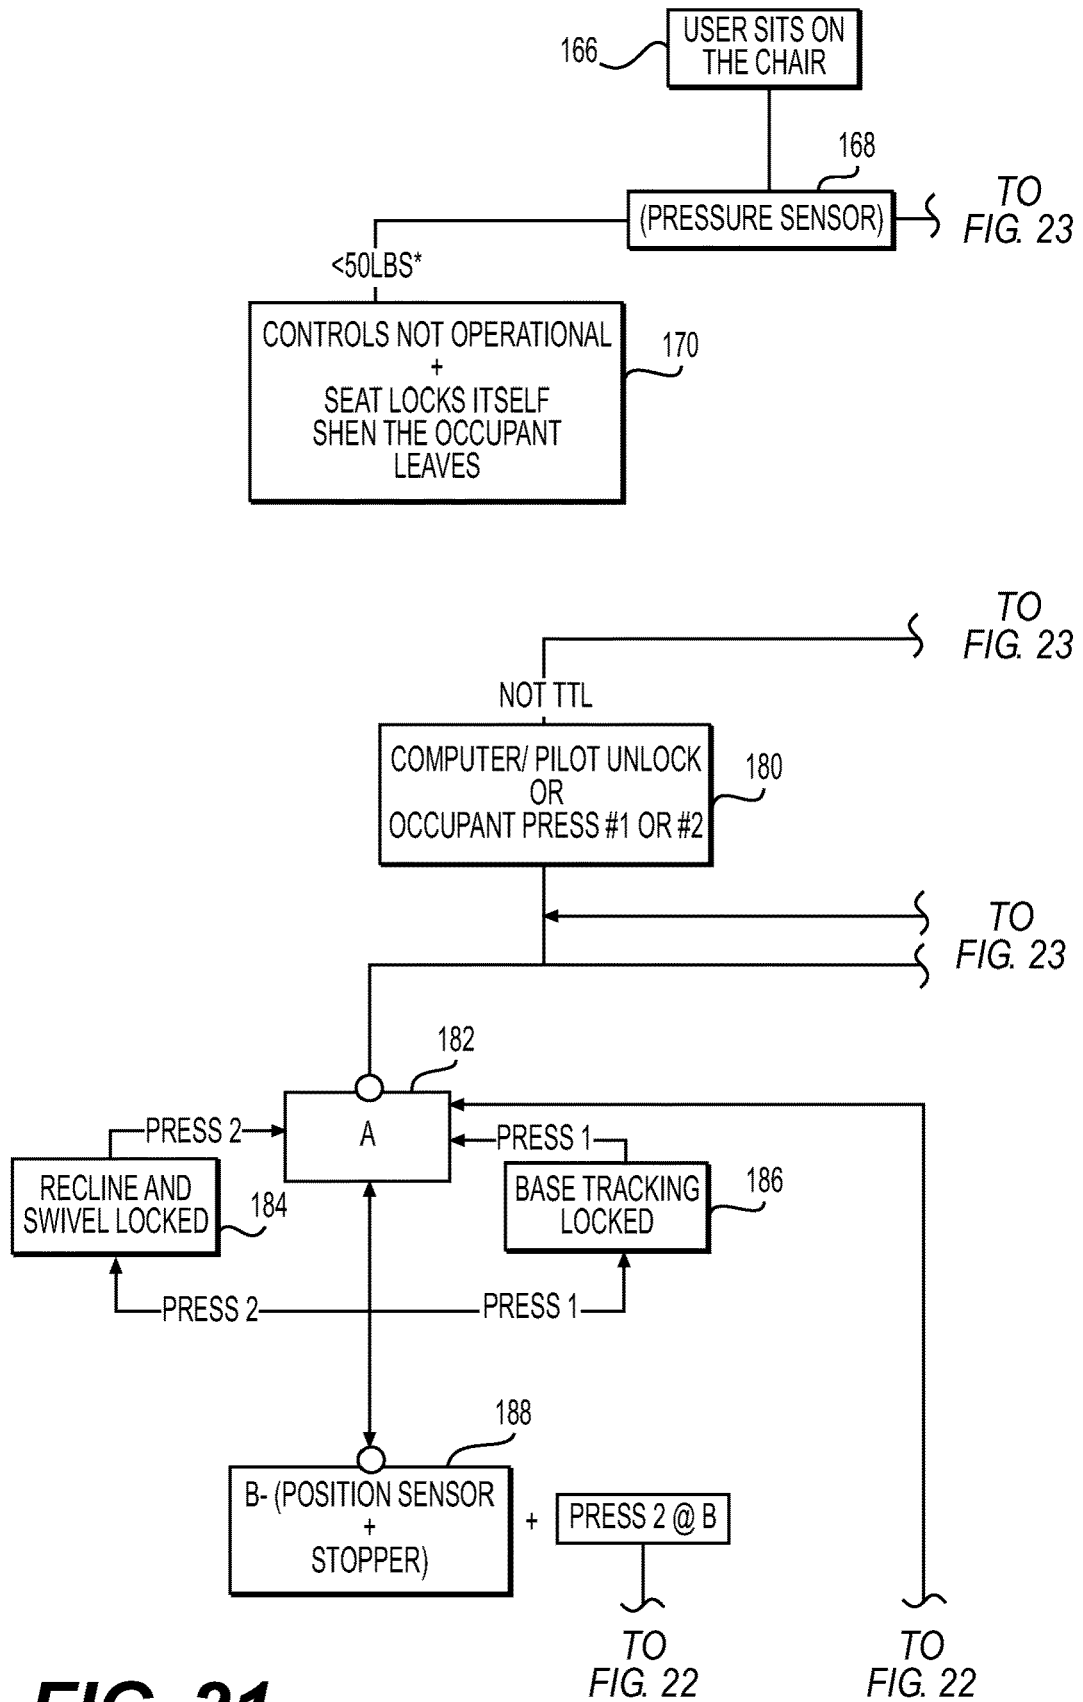 USER SITS ON
THE CHAIR
166
168
(PRESSURE SENSOR)
TO
FIG. 23
<50LBS*
CONTROLS NOT OPERATIONAL
+
SEAT LOCKS ITSELF
SHEN THE OCCUPANT
LEAVES
170
TO
FIG. 23
NOT TTL
COMPUTER/ PILOT UNLOCK
OR
OCCUPANT PRESS #1 OR #2
180
TO
FIG. 23
182
A
PRESS 2
PRESS 1
RECLINE AND
SWIVEL LOCKED
184
BASE TRACKING
LOCKED
186
PRESS 2
PRESS 1
188
B- (POSITION SENSOR
+
STOPPER)
+
PRESS 2 @ B
TO
FIG. 22
TO
FIG. 22
FIG. 21